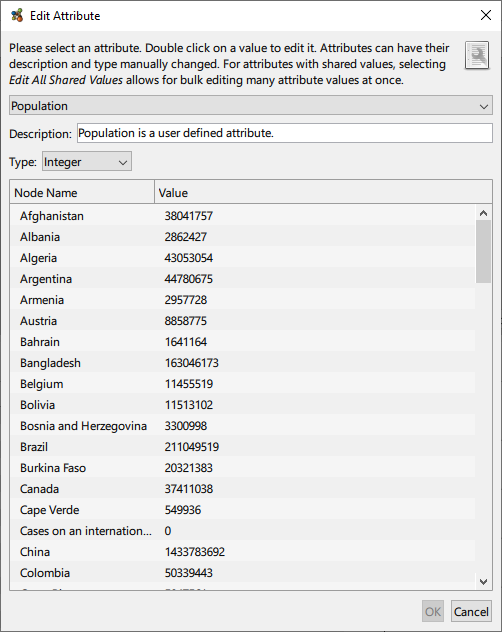 Edit Attribute
Please select an attribute. Double click on a value to edit it. Attributes can have their
description and type manually changed. For attributes with shared values, selecting
Edit All Shared Values allows for bulk editing many attribute values at once.
Population
Description: Population is a user defined attribute.
Type: Integer
Node Name Value
Afghanistan 38041757
Albania 2862427
Algeria 43053054
Argentina 44780675
Armenia 2957728
Austria 8858775
Bahrain 1641164
Bangladesh 163046173
Belgium 11455519
Bolivia 11513102
Bosnia and Herzegovina 3300998
Brazil 211049519
Burkina Faso 20321383
Canada 37411038
Cape Verde 549936
Cases on an internation... 0
China 1433783692
Colombia 50339443
OK Cancel